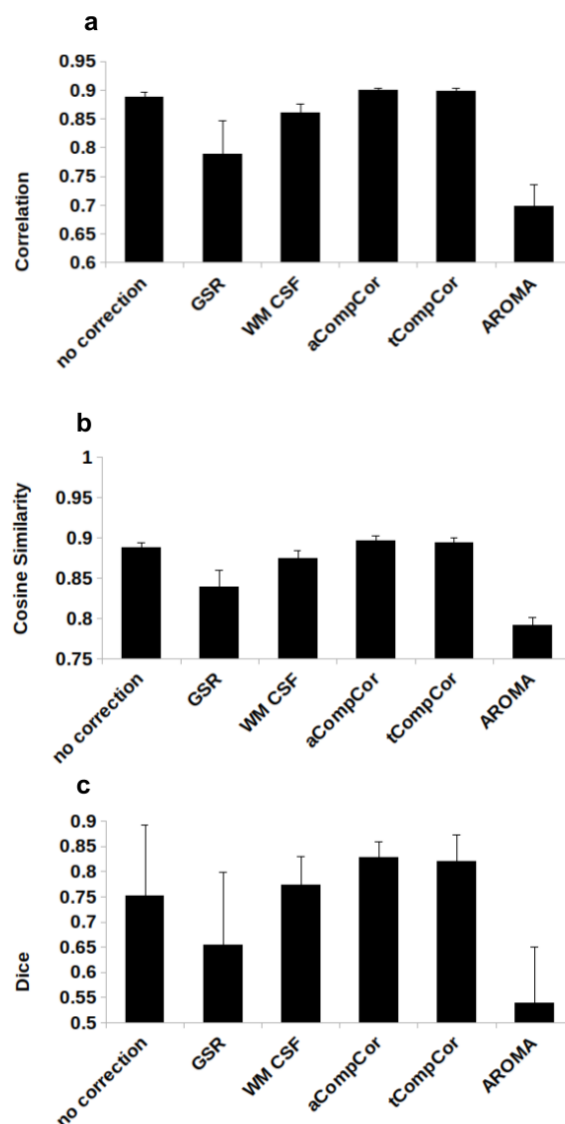 a
0.95
0.9
0.85
0.8
0.75
0.7
0.65
0.6
Correlation
no correction
GSR
WM CSF
aCompCor
tCompCor
AROMA
b
1
0.95
0.9
0.85
0.8
0.75
Cosine Similarity
no correction
GSR
WM CSF
aCompCor
tCompCor
AROMA
c
0.9
0.85
0.8
0.75
0.7
0.65
0.6
0.55
0.5
Dice
no correction
GSR
WM CSF
aCompCor
tCompCor
AROMA